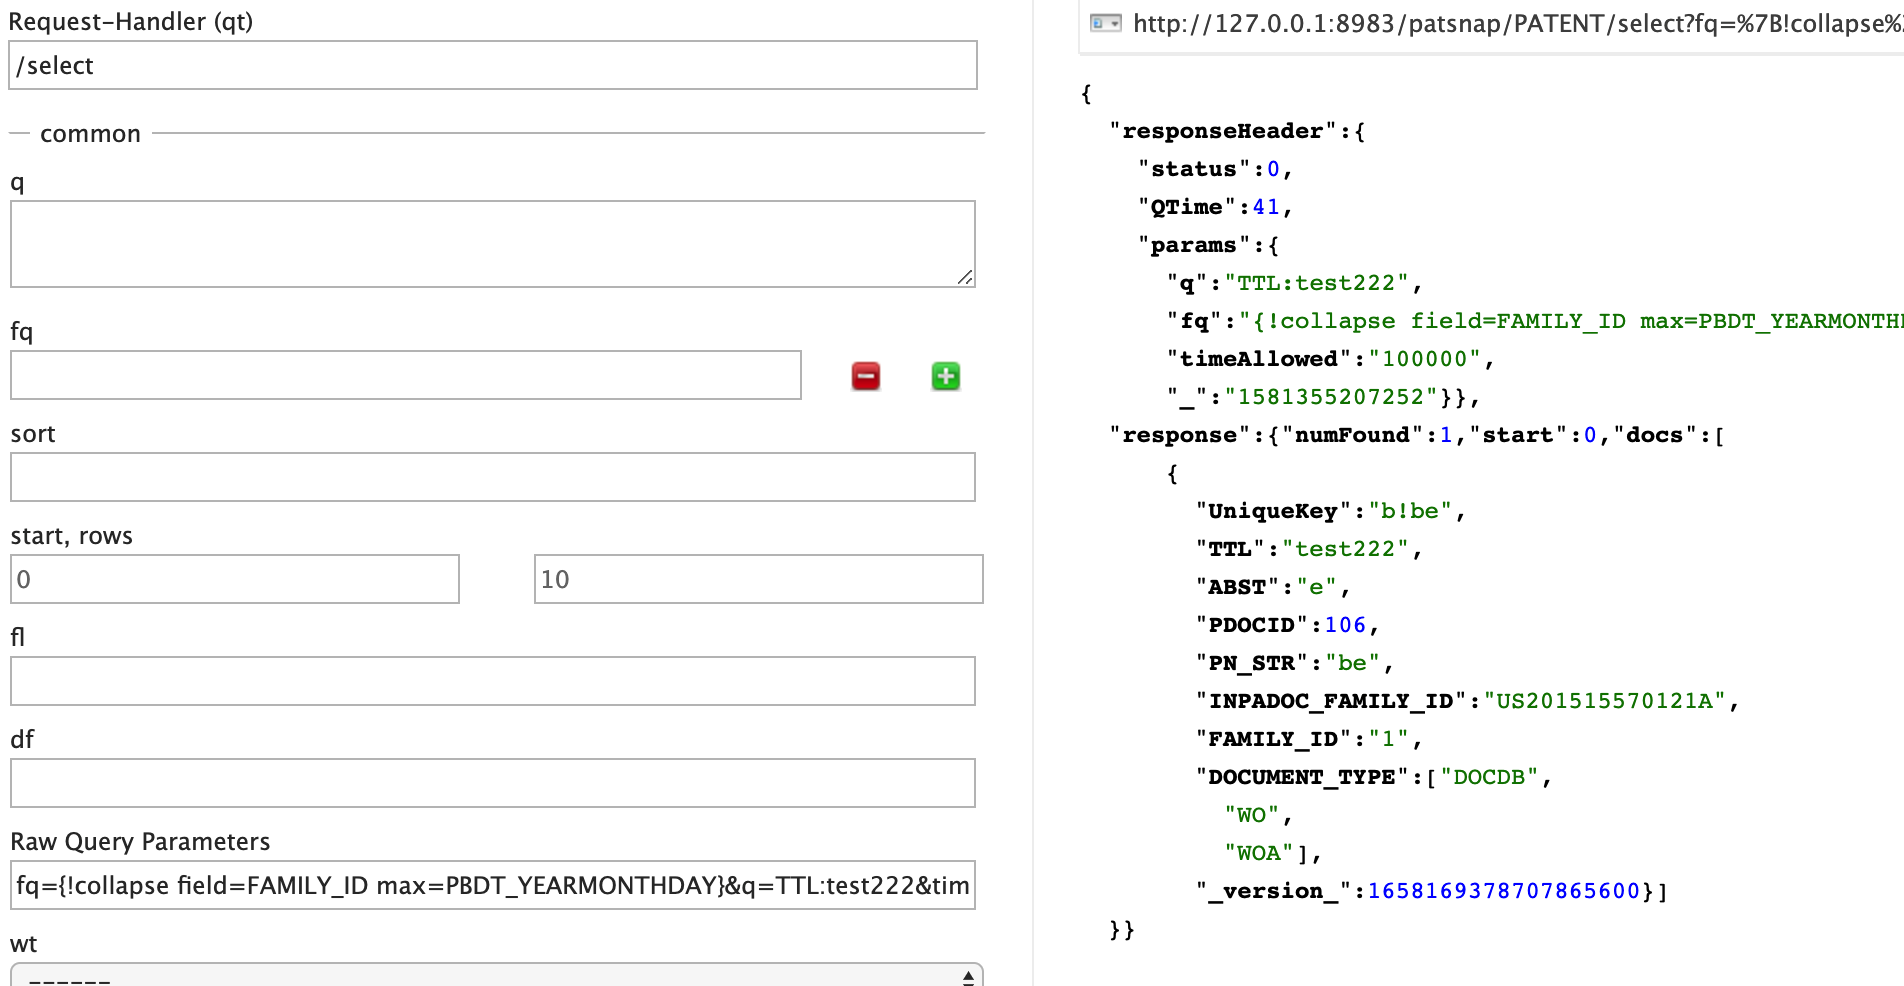 Request-Handler (qt)
/select
common
q
fq
sort
start, rows
0 10
fl
df
Raw Query Parameters
fq={!collapse field=FAMILY_ID max=PBDT_YEARMONTHDAY}&q=TTL:test222&tim
wt
------
http://127.0.0.1:8983/patsnap/PATENT/select?fq=%7B!collapse%
{
"responseHeader":{
"status":0,
"QTime":41,
"params":{
"q":"TTL:test222",
"fq":"{!collapse field=FAMILY_ID max=PBDT_YEARMONTH
"timeAllowed":"100000",
"_":"1581355207252"}},
"response":{"numFound":1,"start":0,"docs":[
{
"UniqueKey":"b!be",
"TTL":"test222",
"ABST":"e",
"PDOCID":106,
"PN_STR":"be",
"INPADOC_FAMILY_ID":"US201515570121A",
"FAMILY_ID":"1",
"DOCUMENT_TYPE":["DOCDB",
"WO",
"WOA"],
"_version_":1658169378707865600}]
}}